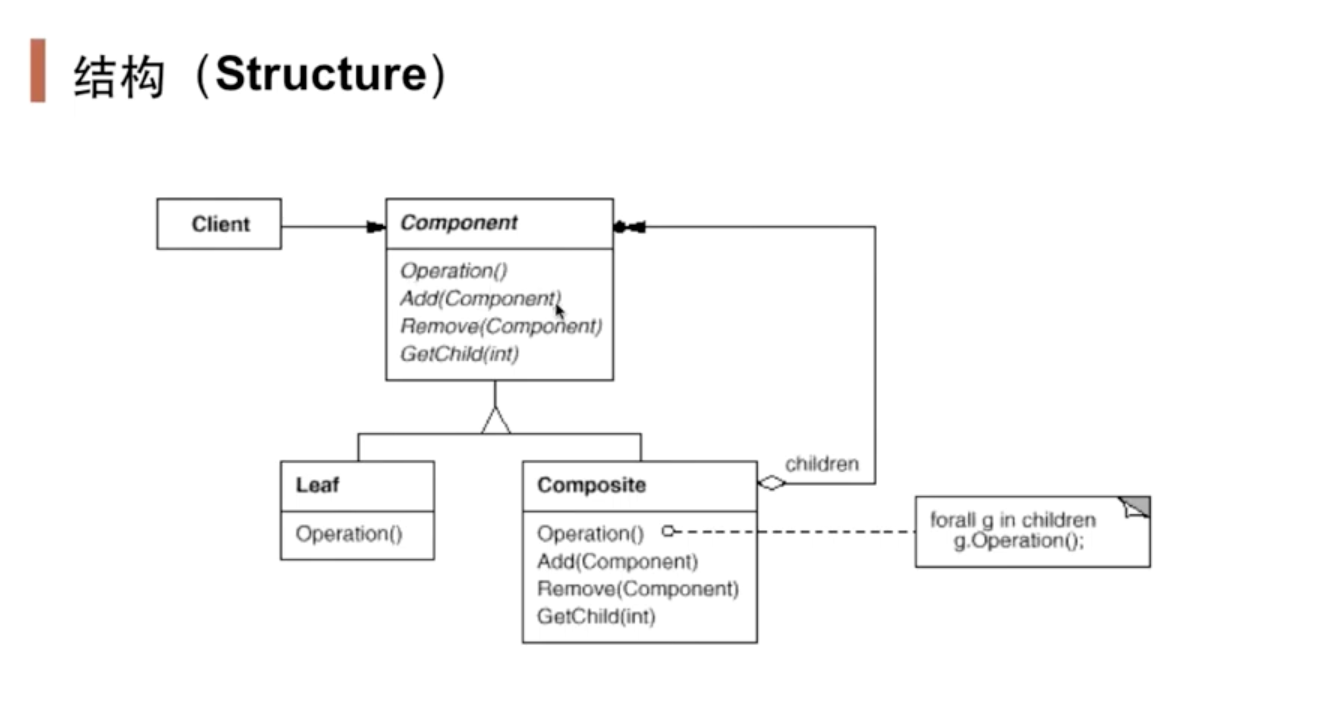 结构（Structure）
Client
Component
Operation()
Add(Component)
Remove(Component)
GetChild(int)
Leaf
Operation()
Composite
Operation()
Add(Component)
Remove(Component)
GetChild(int)
children
forall g in children
g.Operation();